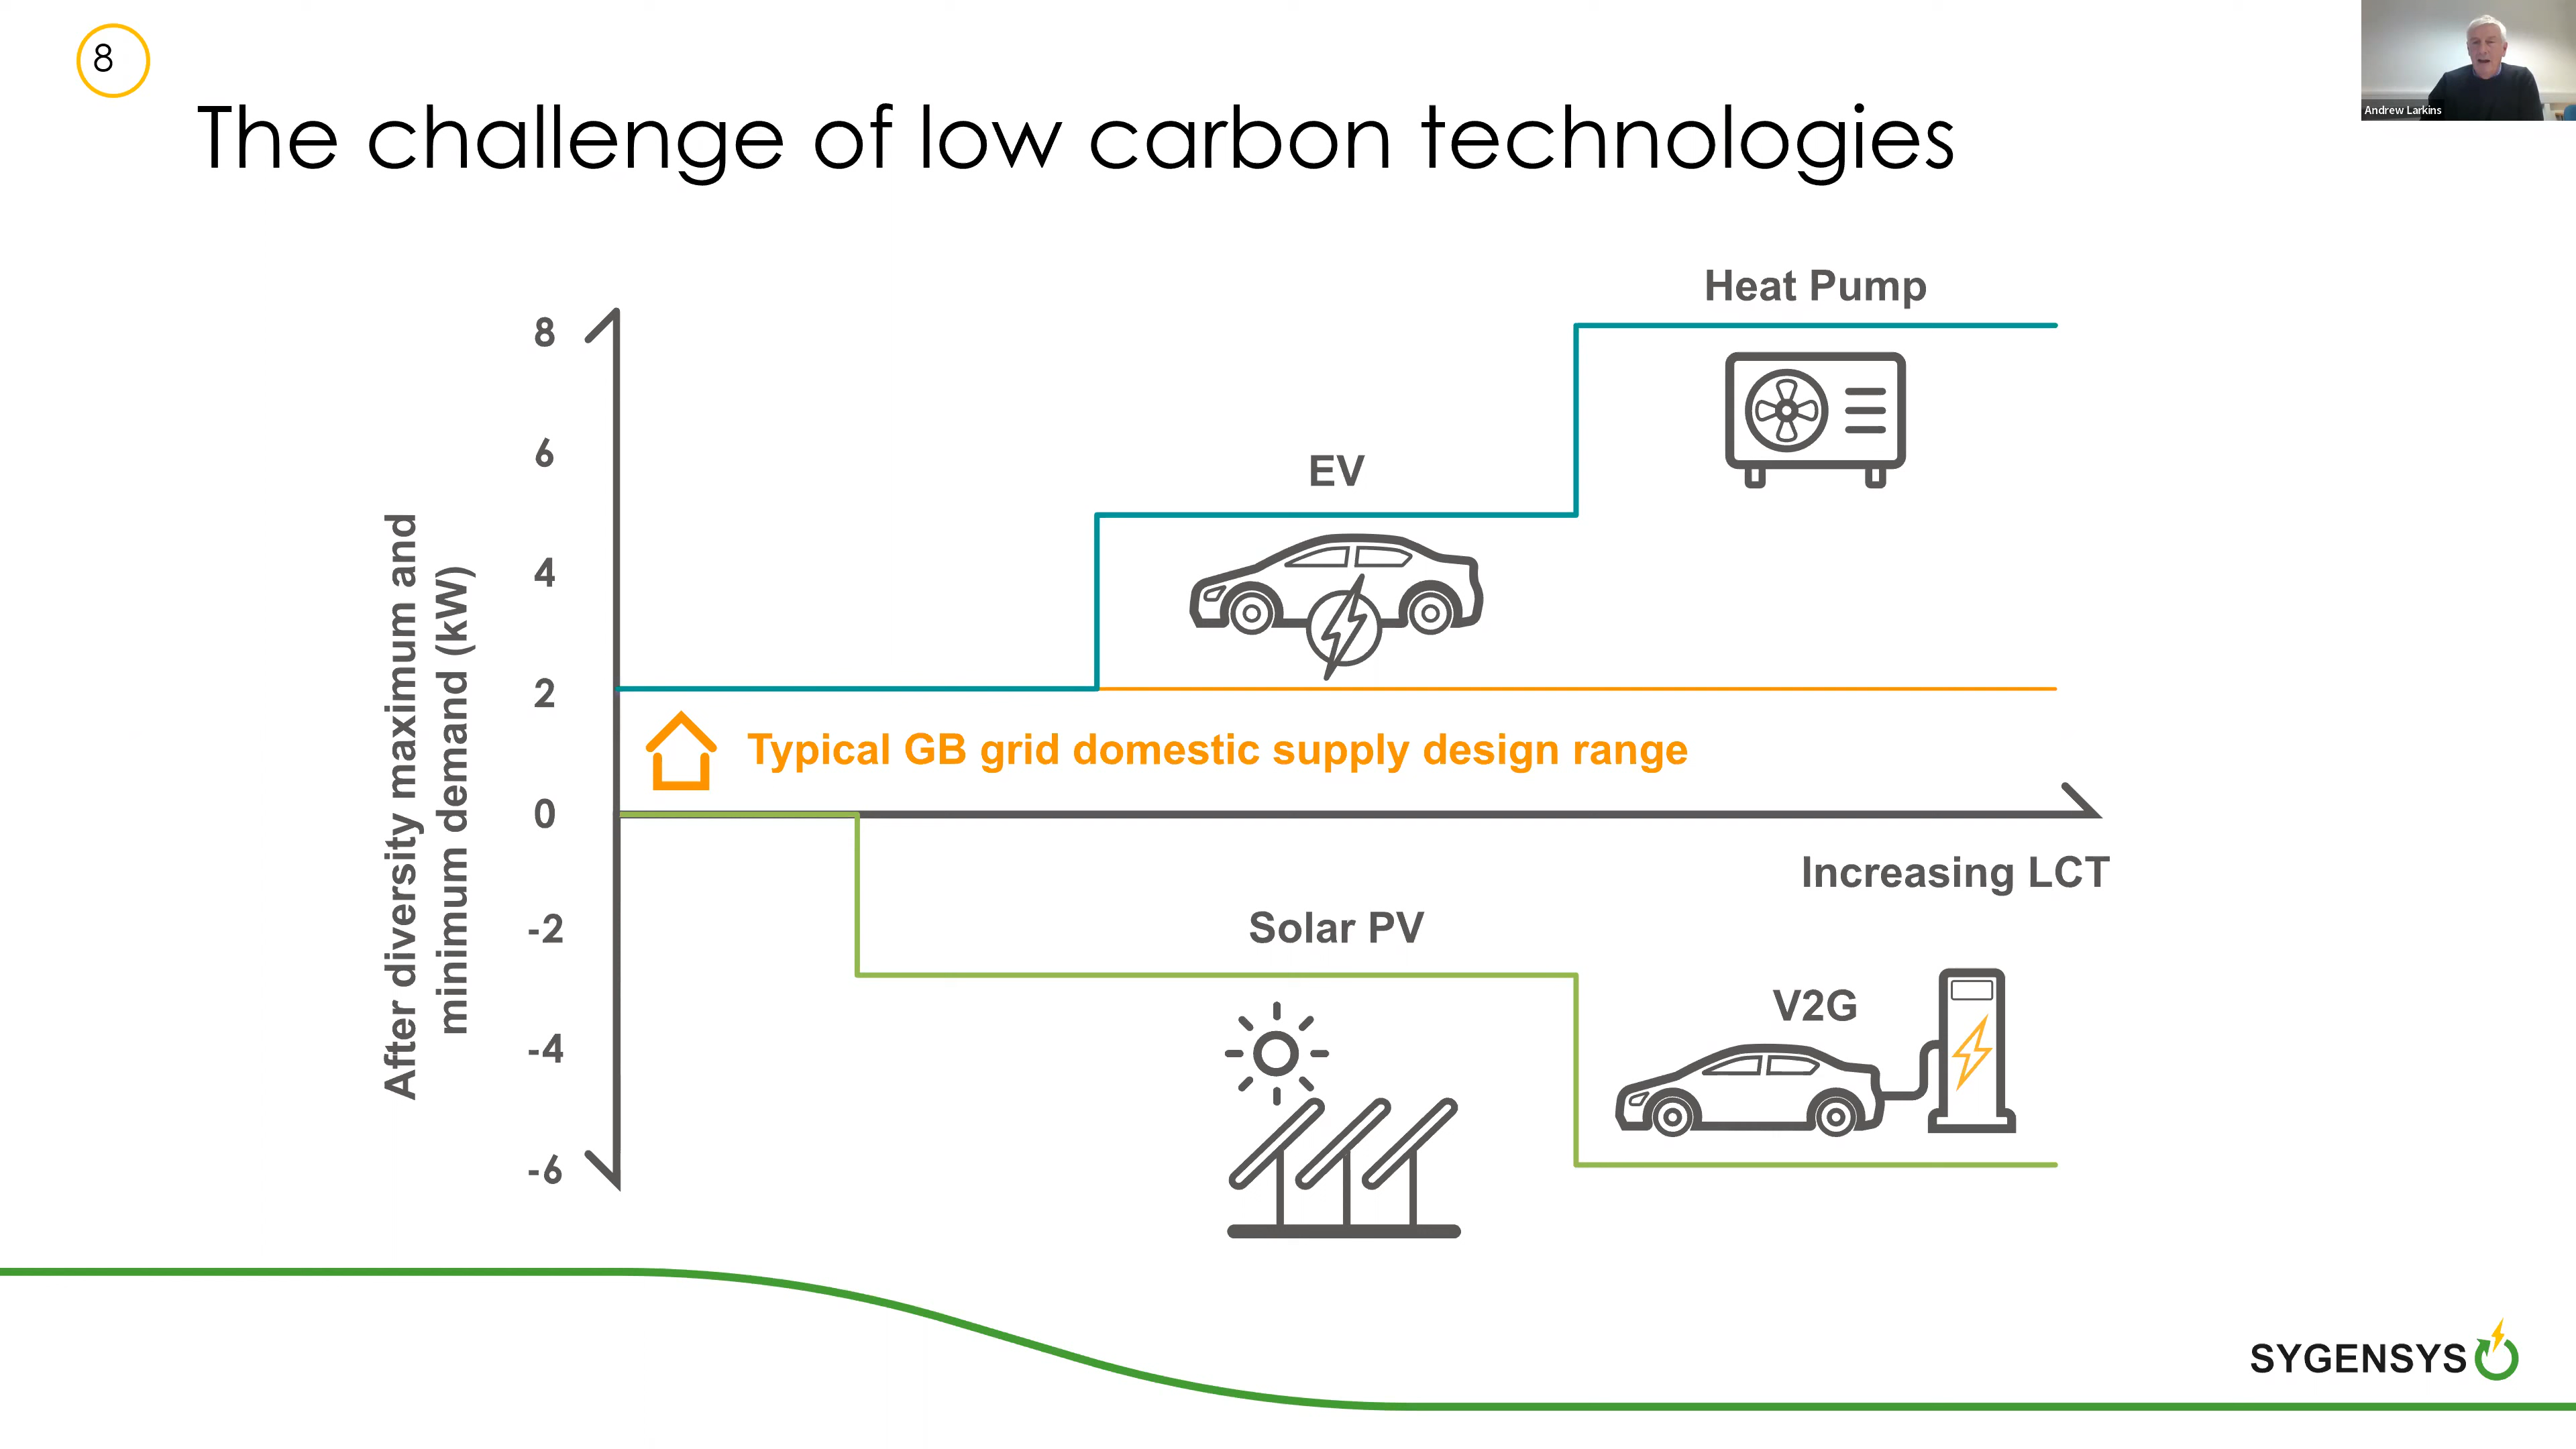 8
Andrew Larkins
The challenge of low carbon technologies
Heat Pump
8
6
EV
4
2
Typical GB grid domestic supply design range
0
After diversity maximum and
minimum demand (kW)
Increasing LCT
-2
Solar PV
V2G
-4
-6
SYGENSYS